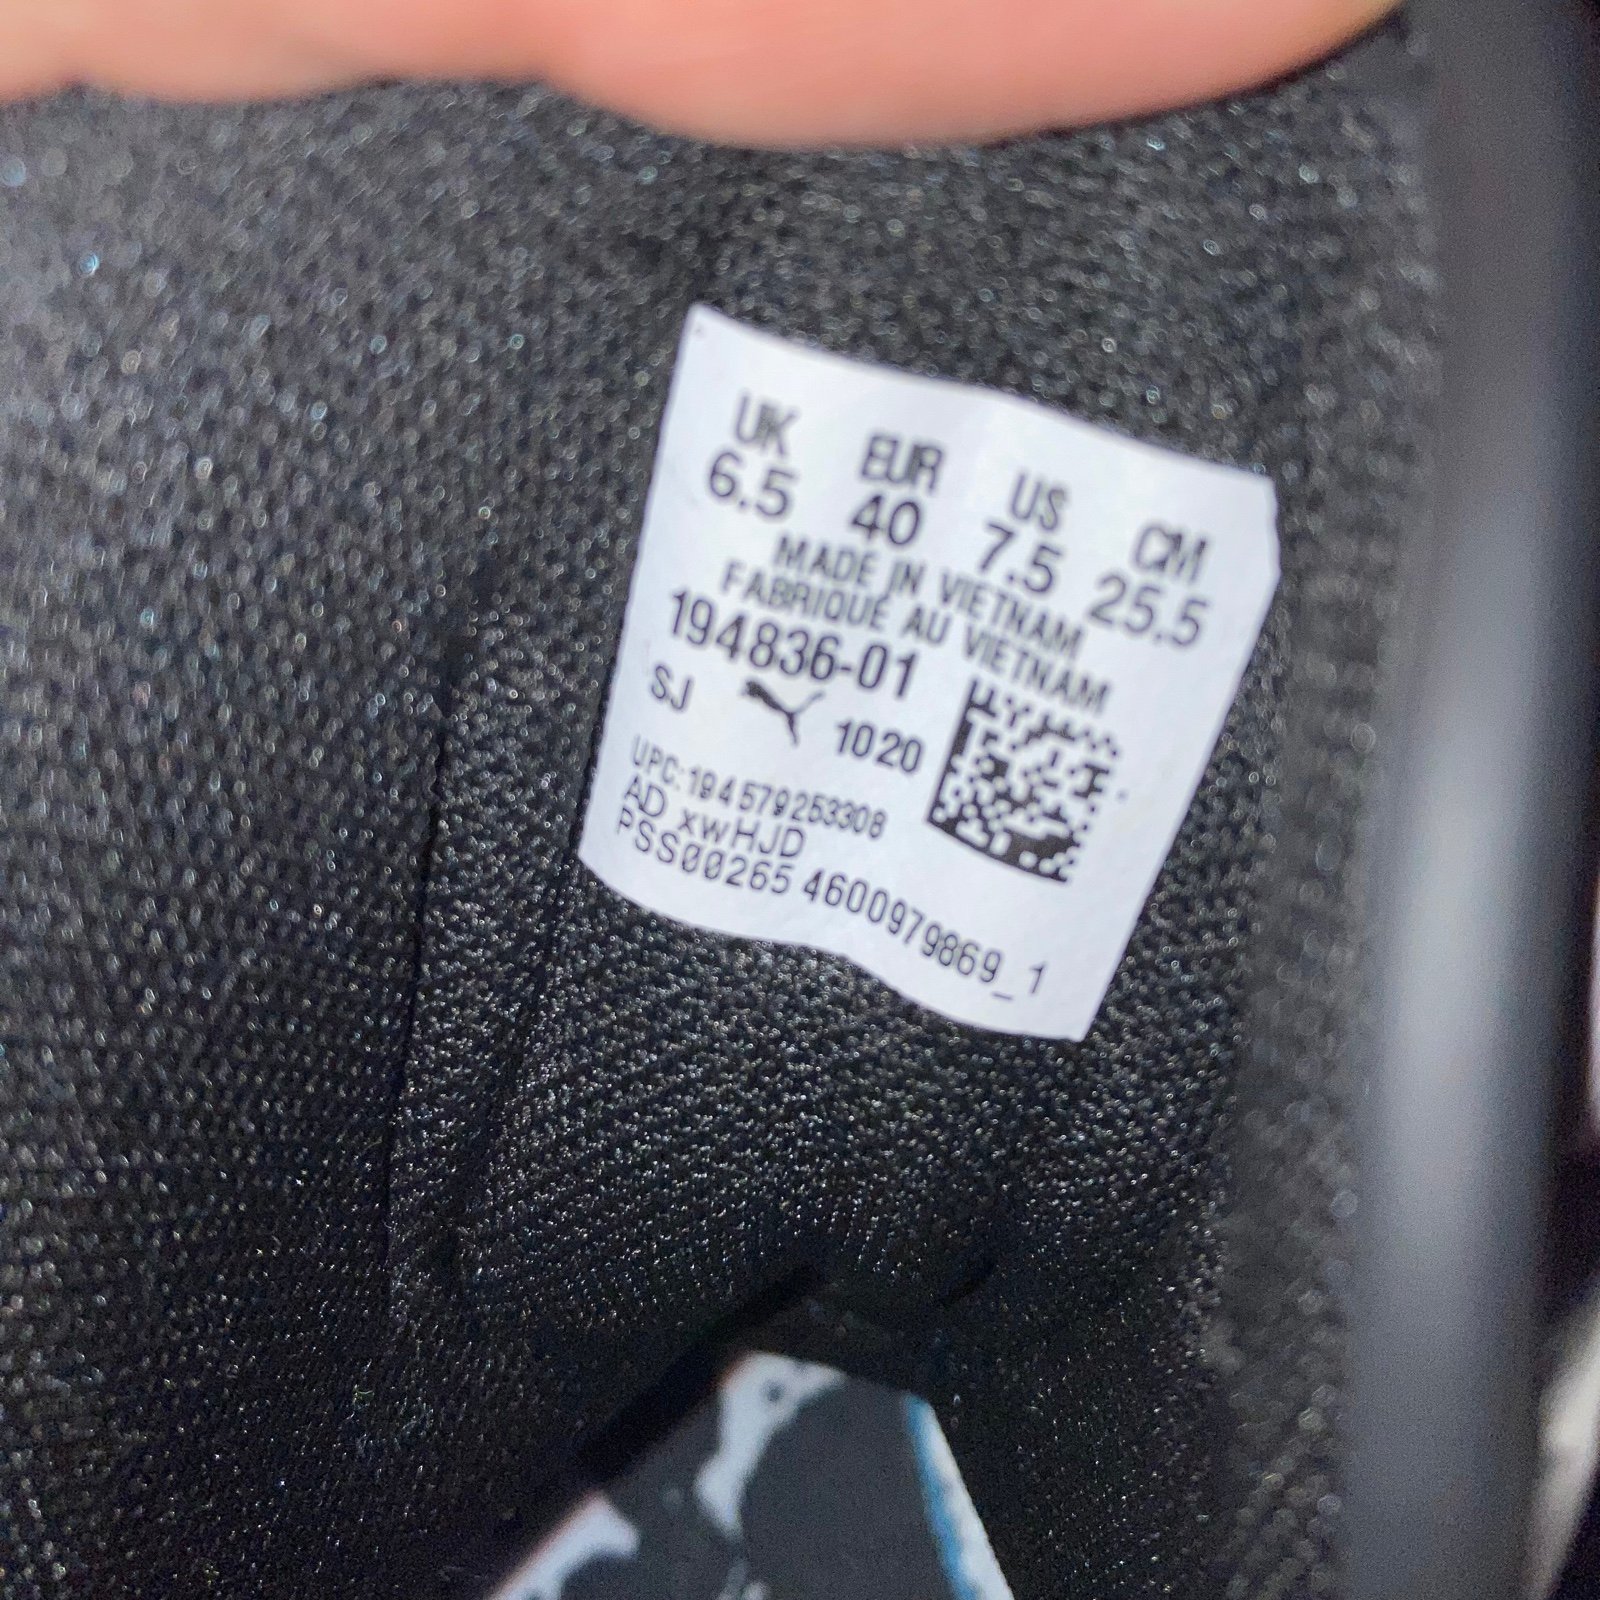 UK EUR US CM
6.5 40 7.5 25.5
MADE IN VIETNAM
FABRIQUÉ AU VIETNAM
194836-01
SJ 1020
UPC:194579253308
AD xwHJD
PSS00265 4600979869_1